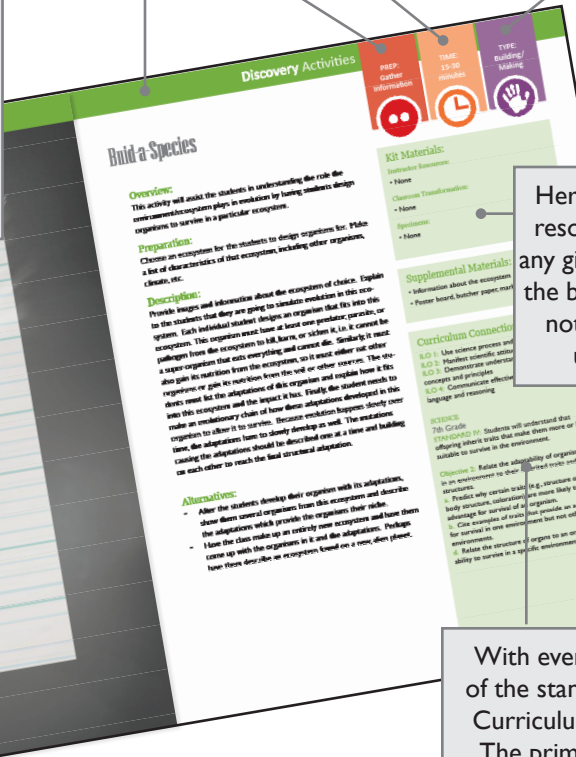 Discovery Activities
PREP:
Gather
Information
TIME:
15-30
minutes
TYPE:
Building/
Making
Buid-a-Species
Overview:
This activity will assist the students in understanding the role the
environment/ecosystem plays in evolution by having students design
organisms to survive in a particular ecosystem.
Preparation:
Choose an ecosystem for the students to design organisms for. Make
a list of characteristics of that ecosystem, including other organisms,
climate, etc.
Description:
Provide images and information about the ecosystem of choice. Explain
to the students that they are going to simulate evolution in this eco-
system. Each individual student designs an organism that fits into this
ecosystem. This organism must have at least one predator, parasite, or
pathogen from the ecosystem to kill, harm, or sicken it, i.e. it cannot be
a super-organism that eats everything and cannot die. Similarly, it must
also gain its nutrition from the ecosystem, so it must either eat other
organisms or gain its nutrition from the soil or other sources. The stu-
dents must list the adaptations of this organism and explain how it fits
into this ecosystem and the impact it has. Finally, the student needs to
make an evolutionary chain of how these adaptations developed in this
organism to allow it to survive. Because evolution happens slowly over
time, the adaptations have to slowly develop as well. The mutations
causing the adaptations should be described one at a time and building
on each other to reach the final structural adaptation.
Alternatives:
- After the students develop their organism with its adaptations,
show them several organisms from this ecosystem and describe
the adaptations which provide the organisms their niche.
- Have the class make up an entirely new ecosystem and have them
come up with the organisms in it and the adaptations. Perhaps
have them describe an ecosystem found on a new, alien planet.
Kit Materials:
Instructor Resources:
• None
Classroom Transformation:
• None
Specimens:
• None
Supplemental Materials:
• Information about the ecosystem
• Poster board, butcher paper, mar
Curriculum Connectio
ILO 1: Use science process and
ILO 2: Manifest scientific attitu
ILO 3: Demonstrate understan
concepts and principles
ILO 4: Communicate effective
language and reasoning
SCIENCE
7th Grade
STANDARD IV: Students will understand that
offspring inherit traits that make them more or l
suitable to survive in the environment.
Objective 2: Relate the adaptability of organism
in an environment to their inherited traits and
structures.
a. Predict why certain traits (e.g., structure o
body structure, coloration) are more likely t
advantage for survival of an organism.
b. Cite examples of traits that provide an a
for survival in one environment but not oth
environments.
d. Relate the structure of organs to an or
ability to survive in a specific environmen
Her
reso
any gi
the b
not
u
With ever
of the stan
Curriculu
The prim